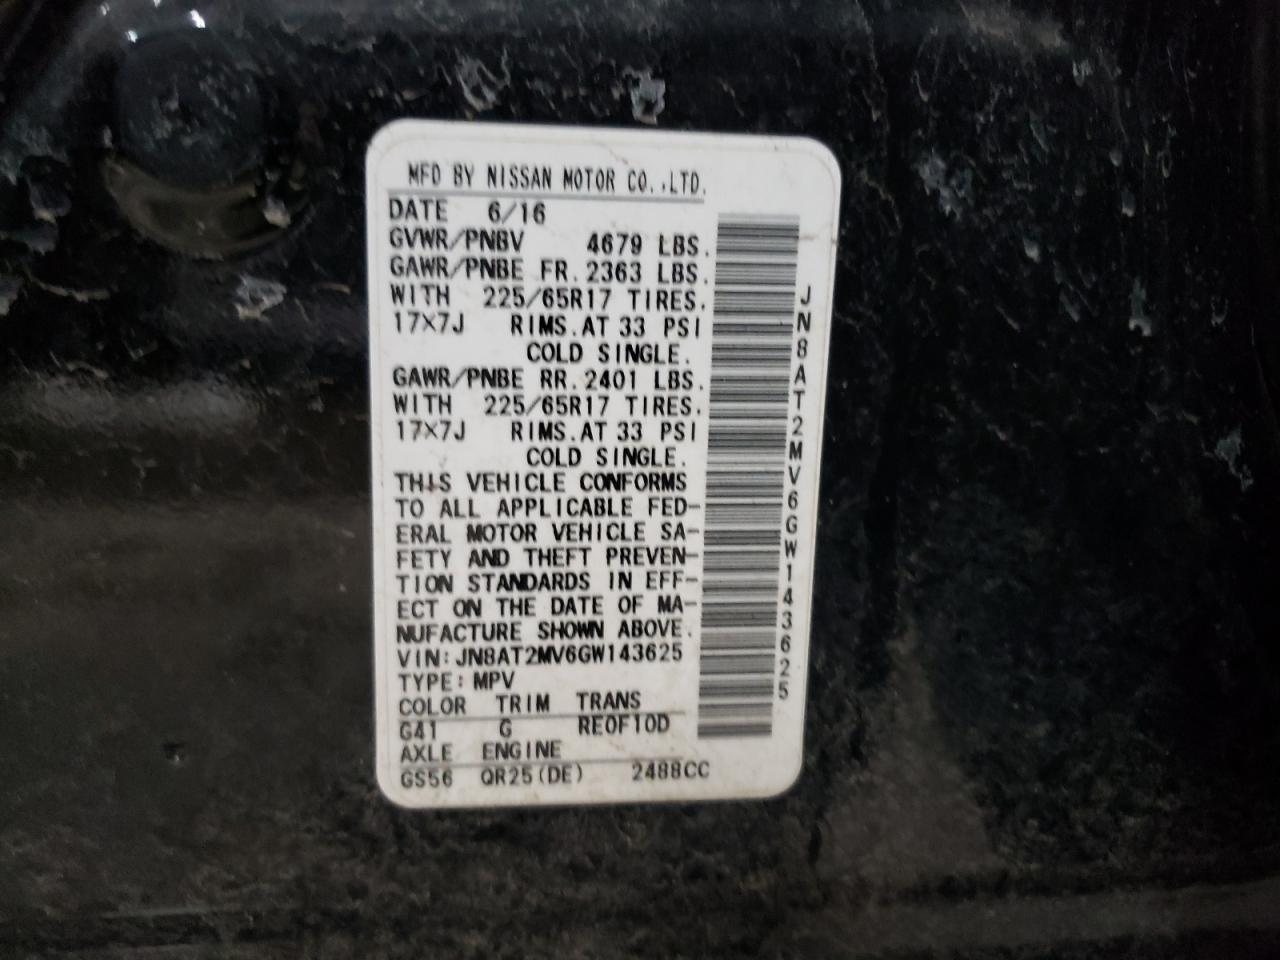 MFD BY NISSAN MOTOR CO.,LTD.
DATE 6/16
GVWR/PNBV 4679 LBS.
GAWR/PNBE FR. 2363 LBS.
WITH 225/65R17 TIRES.
17×7J RIMS. AT 33 PSI
COLD SINGLE.
GAWR/PNBE RR. 2401 LBS.
WITH 225/65R17 TIRES.
17×7J RIMS. AT 33 PSI
COLD SINGLE.
THIS VEHICLE CONFORMS
TO ALL APPLICABLE FED-
ERAL MOTOR VEHICLE SA-
FETY AND THEFT PREVEN-
TION STANDARDS IN EFF-
ECT ON THE DATE OF MA-
NUFACTURE SHOWN ABOVE.
VIN: JN8AT2MV6GW143625
TYPE: MPV
COLOR TRIM TRANS
G41 G RE0F10D
AXLE ENGINE
GS56 QR25(DE) 2488CC
JN8AT2MV6GW143625